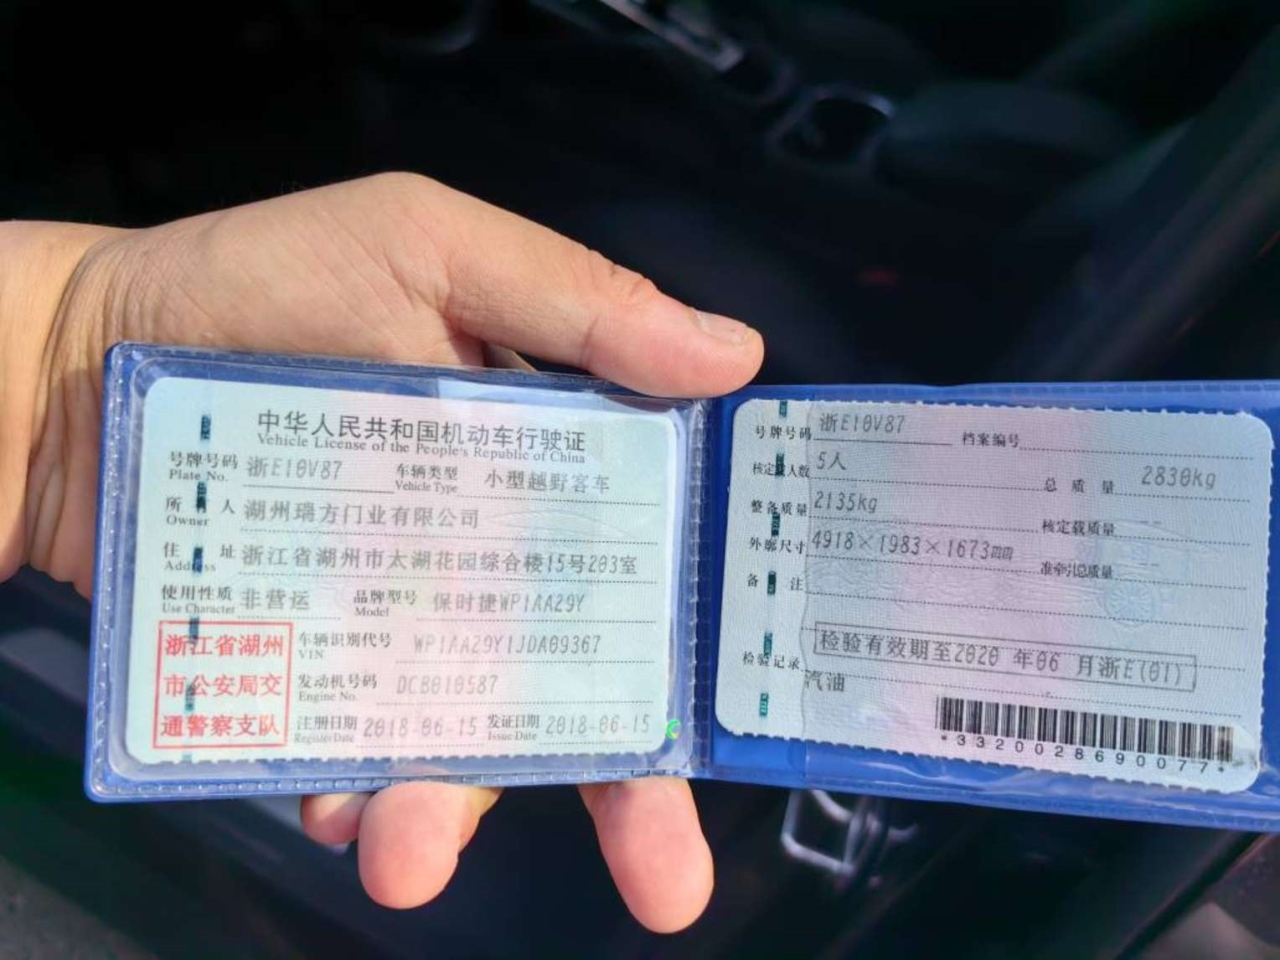 中华人民共和国机动车行驶证
Vehicle License of the People's Republic of China
号牌号码 浙E10V87 车辆类型 小型越野客车
Plate No. Vehicle Type
所 人 湖州瑞方门业有限公司
Owner
住 址 浙江省湖州市太湖花园综合楼15号203室
Address
使用性质 非营运 品牌型号 保时捷WP1AA29Y
Use Character Model
浙江省湖州
市公安局交
通警察支队
车辆识别代号 WP1AA29Y1JDA09367
VIN
发动机号码 DCB010587
Engine No.
注册日期 2018-06-15 发证日期 2018-06-15
Register Date Issue Date
号牌号码 浙E10V87 档案编号
核定载人数 5人 总质量 2830kg
整备质量 2135kg 核定载质量
外廓尺寸 4918×1983×1673mm 准牵引总质量
备 注
检验有效期至2020 年06 月浙E(01)
检验记录
汽油
*3320028690077*